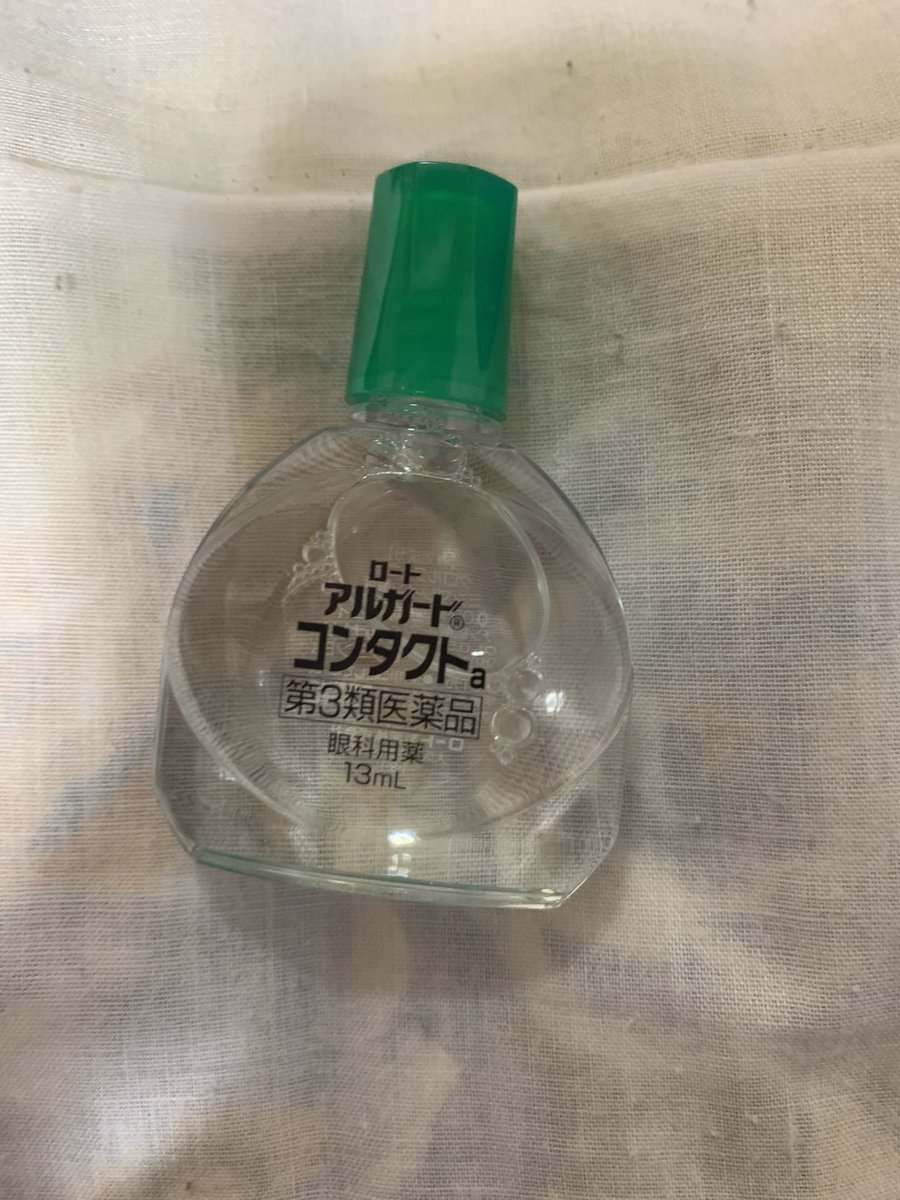 ロート
アルガード®
コンタクトa
第3類医薬品
眼科用薬
13mL